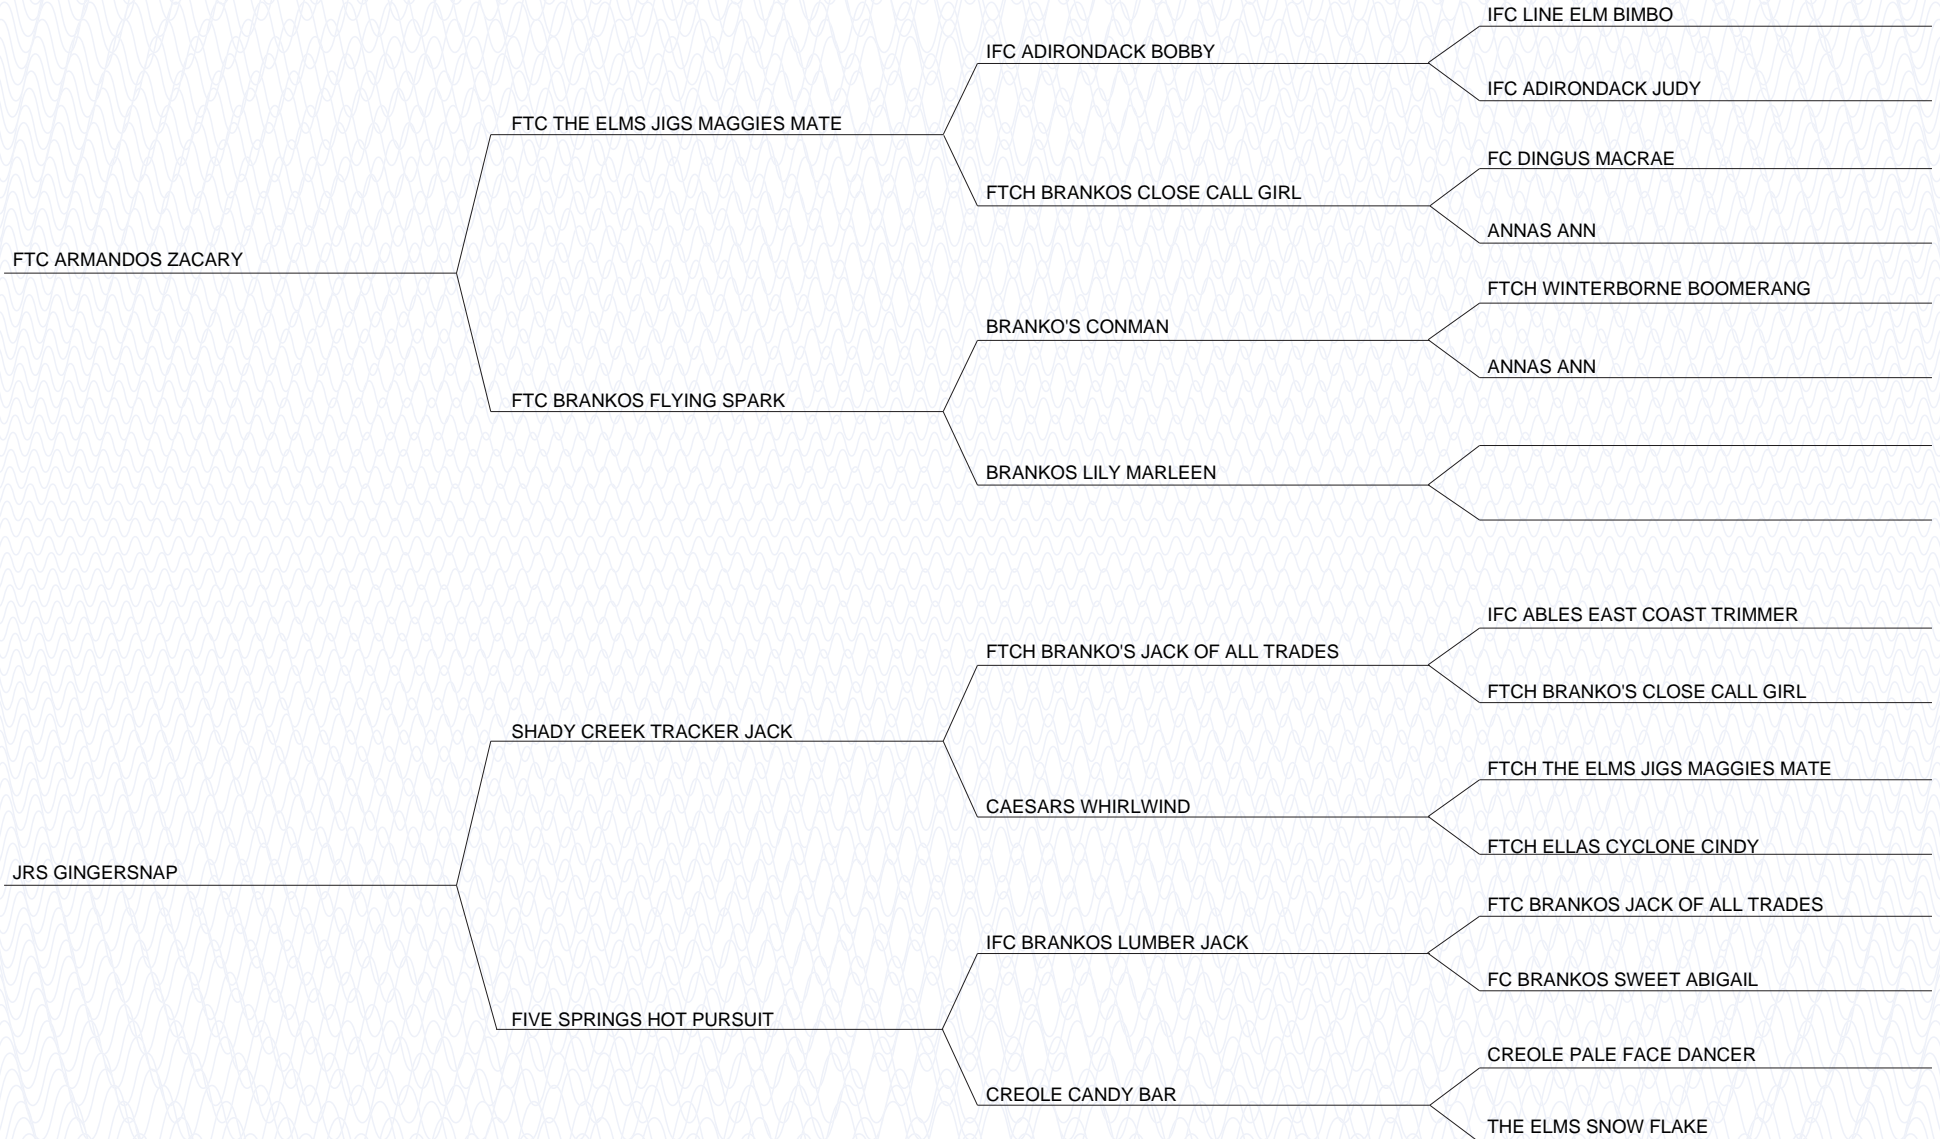 IFC LINE ELM BIMBO
IFC ADIRONDACK BOBBY
IFC ADIRONDACK JUDY
FTC THE ELMS JIGS MAGGIES MATE
FC DINGUS MACRAE
FTCH BRANKOS CLOSE CALL GIRL
ANNAS ANN
FTC ARMANDOS ZACARY
FTCH WINTERBORNE BOOMERANG
BRANKO'S CONMAN
ANNAS ANN
FTC BRANKOS FLYING SPARK
BRANKOS LILY MARLEEN
IFC ABLES EAST COAST TRIMMER
FTCH BRANKO'S JACK OF ALL TRADES
FTCH BRANKO'S CLOSE CALL GIRL
SHADY CREEK TRACKER JACK
FTCH THE ELMS JIGS MAGGIES MATE
CAESARS WHIRLWIND
FTCH ELLAS CYCLONE CINDY
JRS GINGERSNAP
FTC BRANKOS JACK OF ALL TRADES
IFC BRANKOS LUMBER JACK
FC BRANKOS SWEET ABIGAIL
FIVE SPRINGS HOT PURSUIT
CREOLE PALE FACE DANCER
CREOLE CANDY BAR
THE ELMS SNOW FLAKE